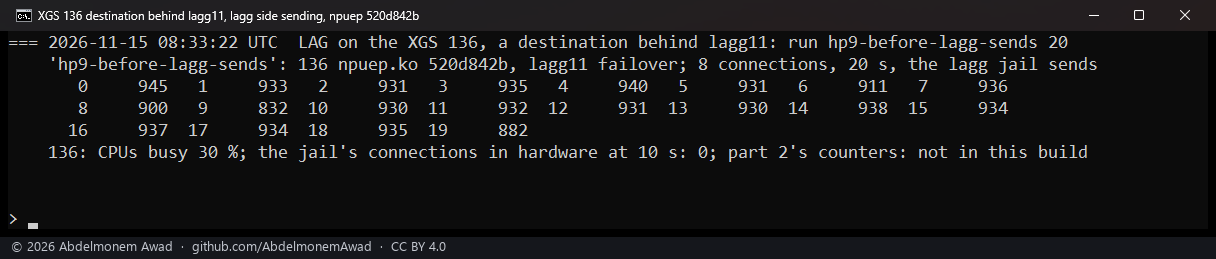 XGS 136 destination behind lagg11, lagg side sending, npuep 520d842b
=== 2026-11-15 08:33:22 UTC  LAG on the XGS 136, a destination behind lagg11: run hp9-before-lagg-sends 20
'hp9-before-lagg-sends': 136 npuep.ko 520d842b, lagg11 failover; 8 connections, 20 s, the lagg jail sends
0 945 1 933 2 931 3 935 4 940 5 931 6 911 7 936
8 900 9 832 10 930 11 932 12 931 13 930 14 938 15 934
16 937 17 934 18 935 19 882
136: CPUs busy 30 %; the jail's connections in hardware at 10 s: 0; part 2's counters: not in this build
> _
© 2026 Abdelmonem Awad · github.com/AbdelmonemAwad · CC BY 4.0